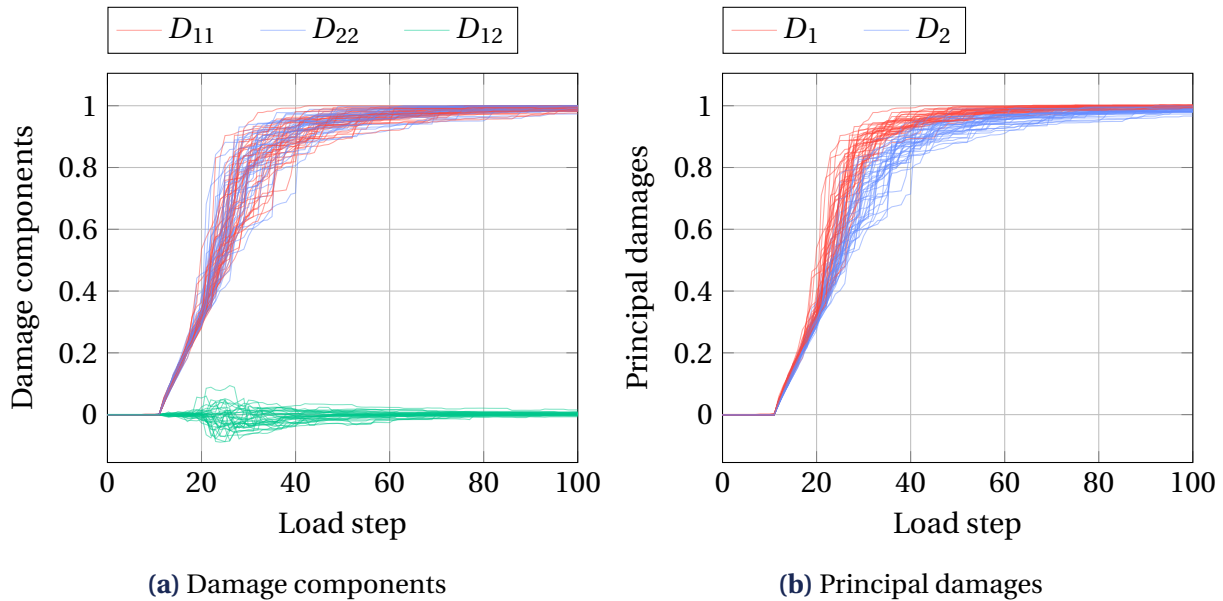 D₁₁ D₂₂ D₁₂
Damage components
1
0.8
0.6
0.4
0.2
0
0 20 40 60 80 100
Load step
(a) Damage components
D₁ D₂
Principal damages
1
0.8
0.6
0.4
0.2
0
0 20 40 60 80 100
Load step
(b) Principal damages